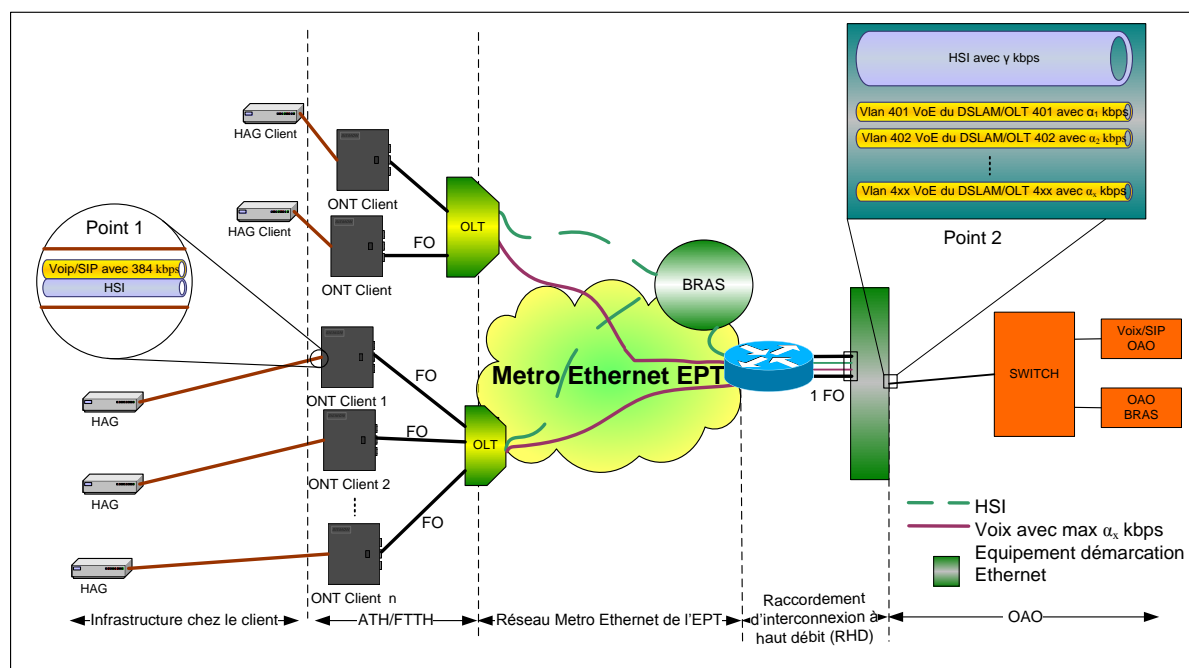 HSI avec γ kbps
Vlan 401 VoE du DSLAM/OLT 401 avec α1 kbps
Vlan 402 VoE du DSLAM/OLT 402 avec α2 kbps
Vlan 4xx VoE du DSLAM/OLT 4xx avec αx kbps
Point 2
HAG Client
ONT Client
HAG Client
ONT Client
FO
OLT
Point 1
Voip/SIP avec 384 kbps
HSI
BRAS
Metro Ethernet EPT
1 FO
SWITCH
Voix/SIP
OAO
OAO
BRAS
HAG
ONT Client 1
FO
FO
OLT
HAG
ONT Client 2
FO
HAG
ONT Client n
HSI
Voix avec max αx kbps
Equipement démarcation
Ethernet
Infrastructure chez le client
ATH/FTTH
Réseau Metro Ethernet de l'EPT
Raccordement
d'interconnexion à
haut débit (RHD)
OAO